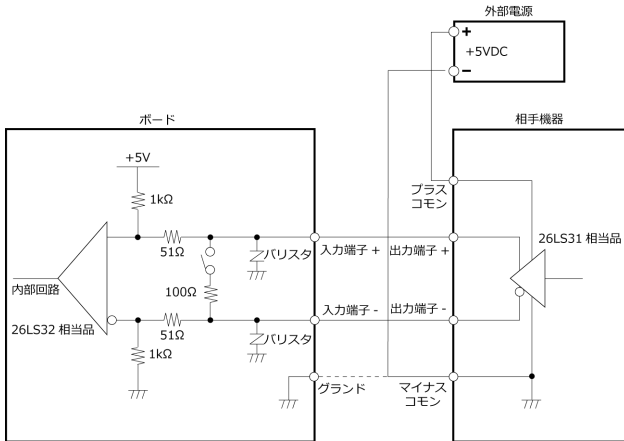 外部電源
+
+5VDC
−
ボード
相手機器
+5V
1kΩ
プラス
コモン
51Ω
バリスタ
入力端子 +
出力端子 +
26LS31 相当品
内部回路
100Ω
26LS32 相当品
入力端子 -
出力端子 -
51Ω
バリスタ
1kΩ
グランド
マイナス
コモン